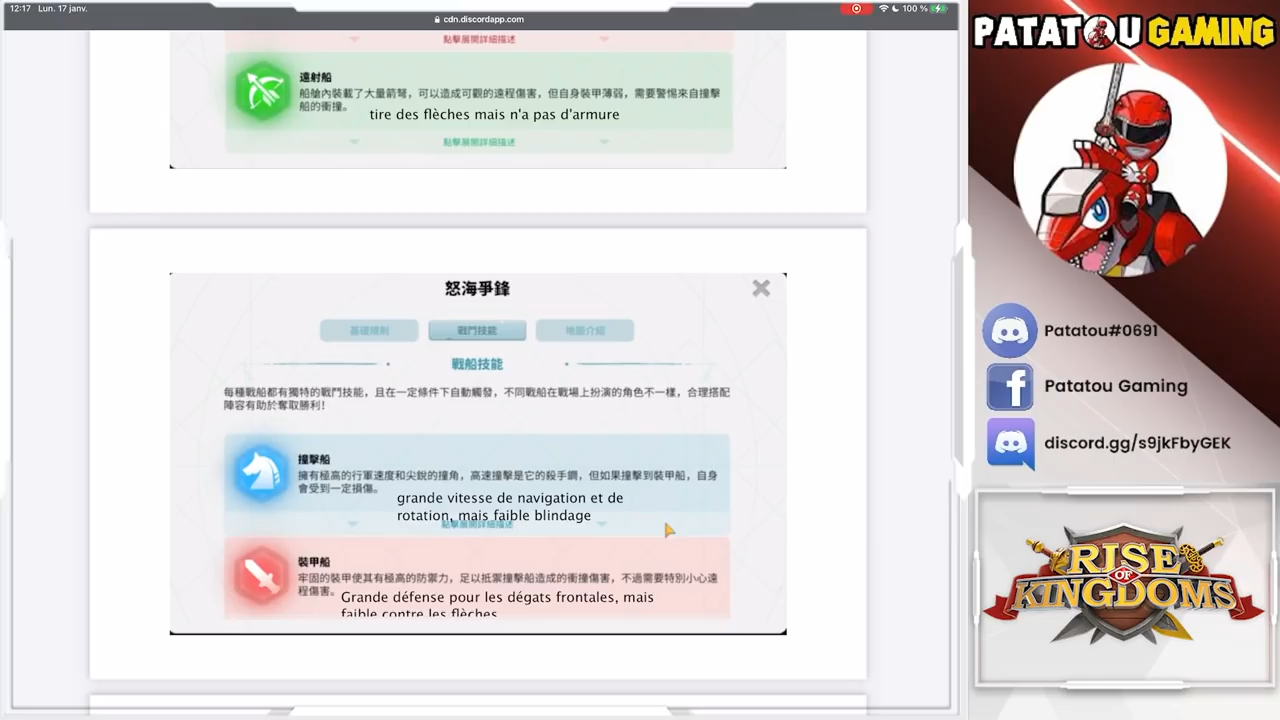 12:17 Lun. 17 janv.
cdn.discordapp.com
100 %
點擊展開詳細描述
遠射船
船艙內裝載了大量箭弩，可以造成可觀的遠程傷害，但自身裝甲薄弱，需要警惕來自撞擊
船的衝撞。
tire des flèches mais n'a pas d'armure
點擊展開詳細描述
怒海爭鋒
基礎規則
戰鬥技能
地圖介紹
戰船技能
每種戰船都有獨特的戰鬥技能，且在一定條件下自動觸發，不同戰船在戰場上扮演的角色不一樣，合理搭配
陣容有助於奪取勝利!
撞擊船
擁有極高的行軍速度和尖銳的撞角，高速撞擊是它的殺手鐧，但如果撞擊到裝甲船，自身
會受到一定損傷。
grande vitesse de navigation et de
rotation, mais faible blindage
點擊展開詳細描述
裝甲船
牢固的裝甲使其有極高的防禦力，足以抵禦撞擊船造成的衝撞傷害，不過需要特別小心遠
程傷害。
Grande défense pour les dégats frontales, mais
faible contre les flèches
PATATOU GAMING
Patatou#0691
Patatou Gaming
discord.gg/s9jkFbyGEK
RISE
OF
KINGDOMS